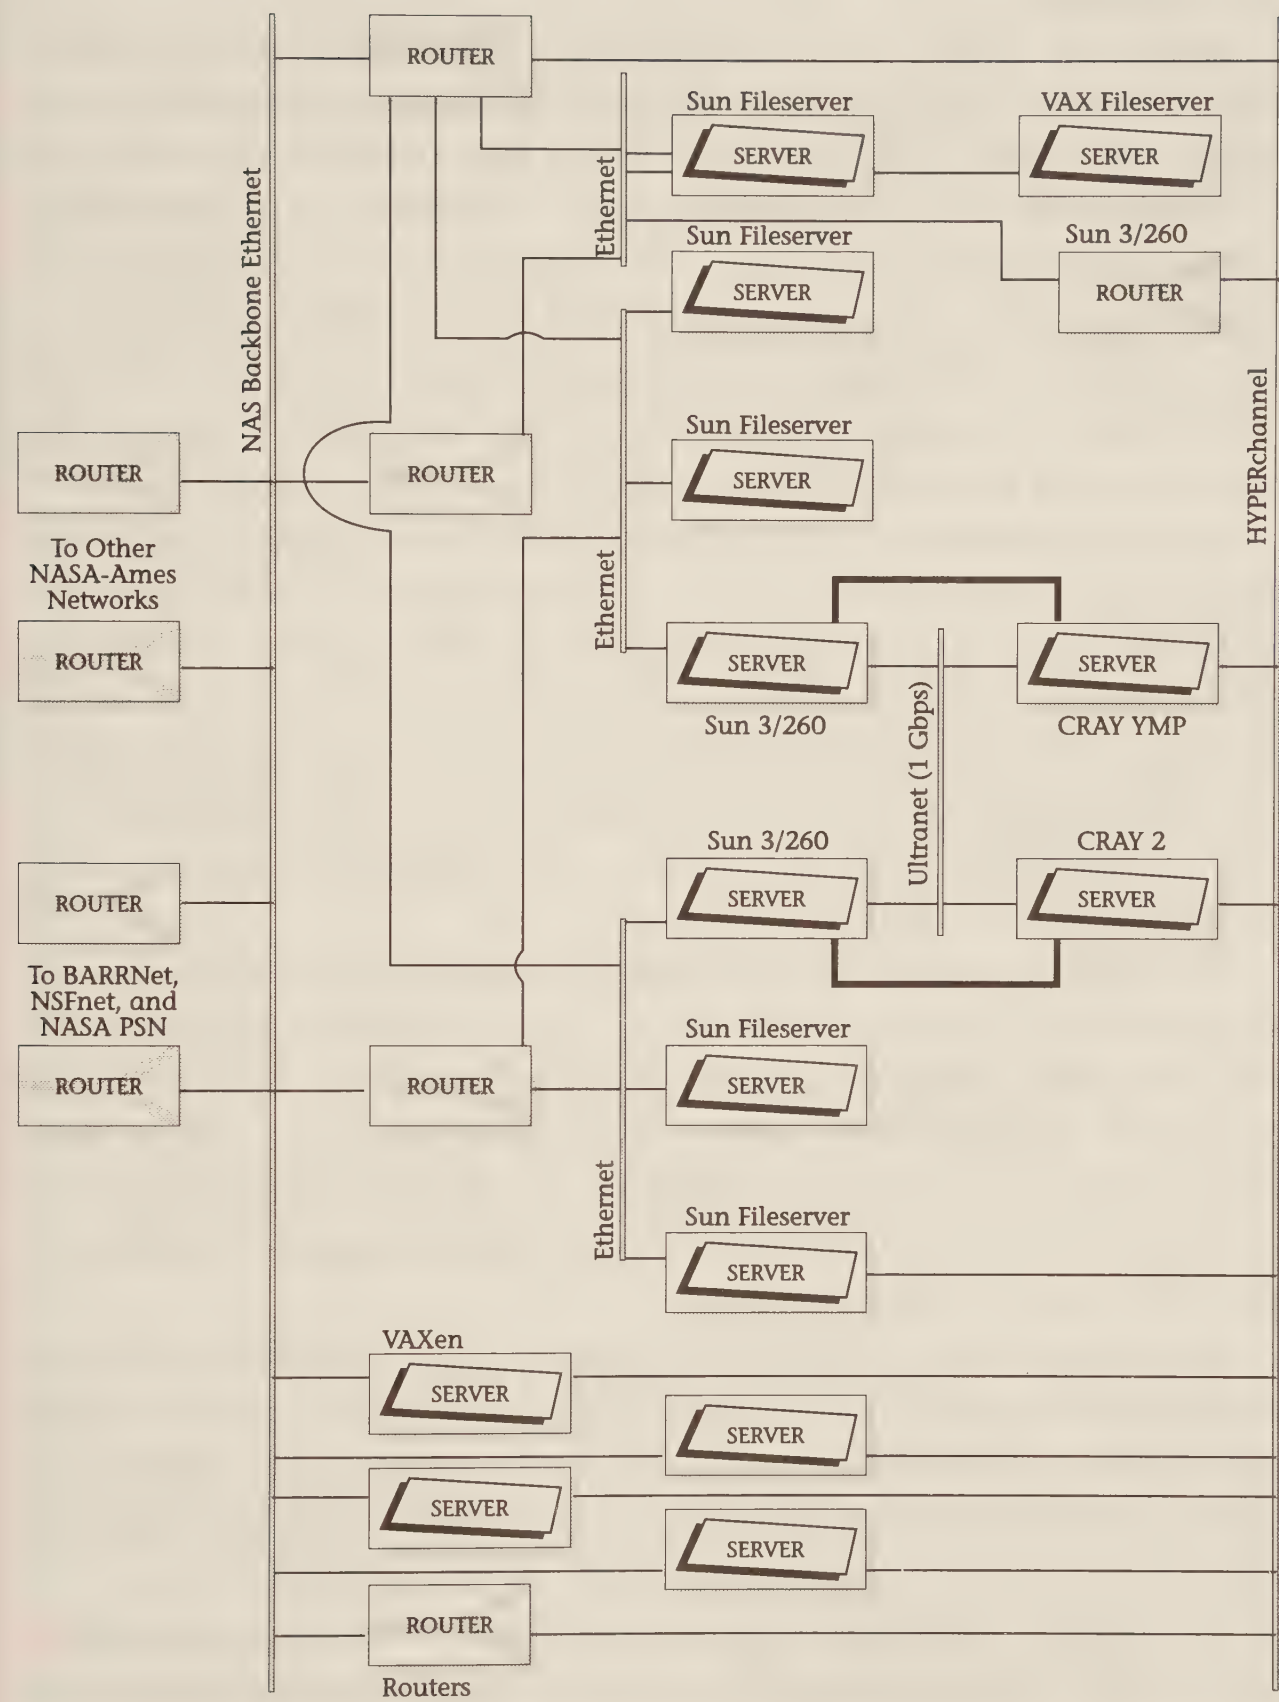 ROUTER
Sun Fileserver
VAX Fileserver
SERVER
SERVER
Ethernet
NAS Backbone Ethernet
Sun Fileserver
Sun 3/260
SERVER
ROUTER
HYPERchannel
Sun Fileserver
ROUTER
ROUTER
SERVER
To Other
NASA-Ames
Networks
Ethernet
ROUTER
SERVER
SERVER
Sun 3/260
CRAY YMP
Ultranet (1 Gbps)
Sun 3/260
CRAY 2
ROUTER
SERVER
SERVER
To BARRNet,
NSFnet, and
NASA PSN
Sun Fileserver
ROUTER
ROUTER
SERVER
Ethernet
Sun Fileserver
SERVER
VAXen
SERVER
SERVER
SERVER
SERVER
ROUTER
Routers